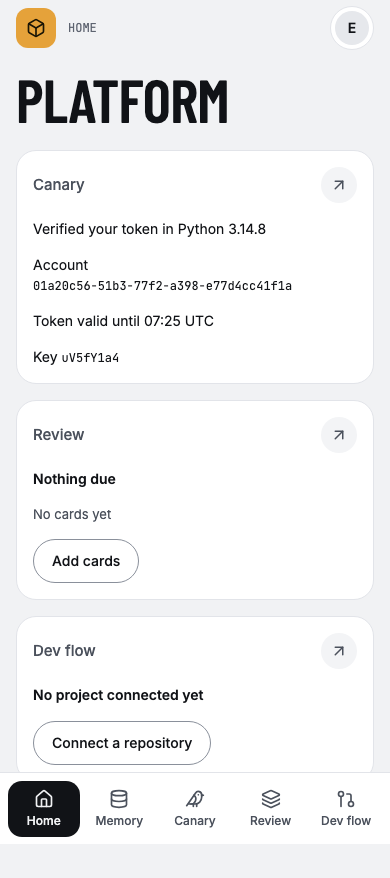 HOME
E
PLATFORM
Canary
Verified your token in Python 3.14.8
Account
01a20c56-51b3-77f2-a398-e77d4cc41f1a
Token valid until 07:25 UTC
Key uV5fY1a4
Review
Nothing due
No cards yet
Add cards
Dev flow
No project connected yet
Connect a repository
Home
Memory
Canary
Review
Dev flow